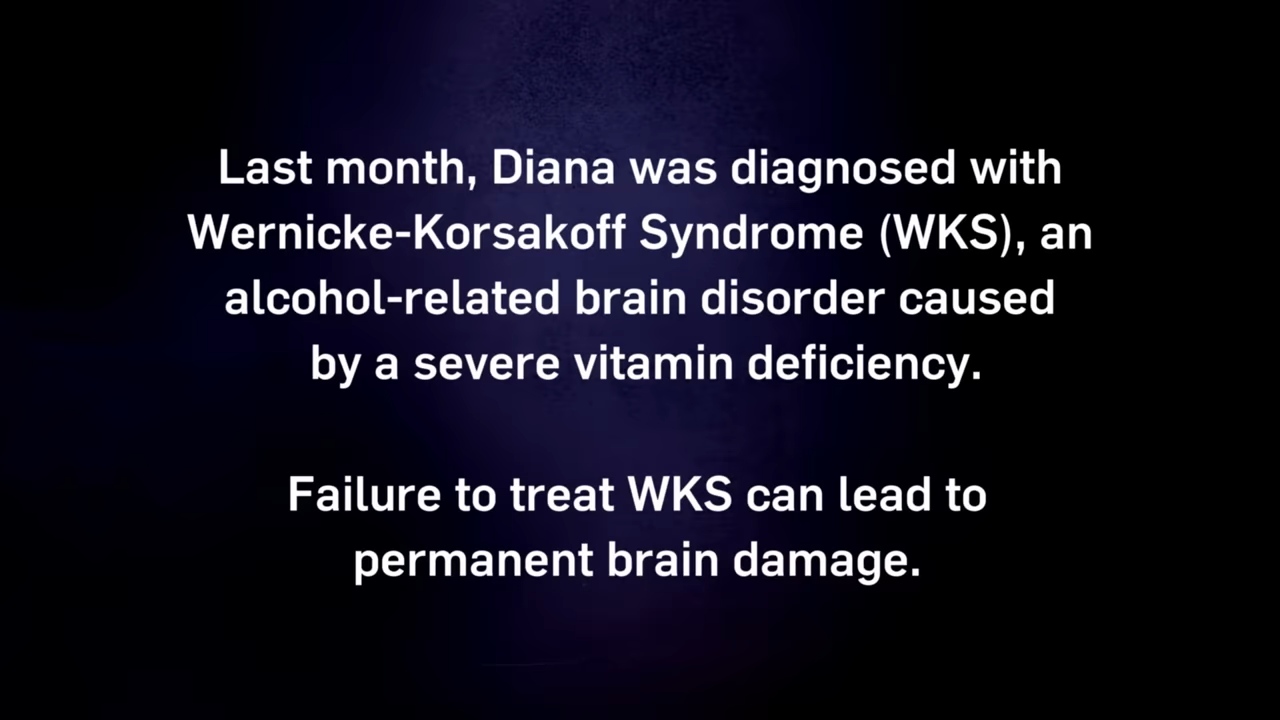 Last month, Diana was diagnosed with
Wernicke-Korsakoff Syndrome (WKS), an
alcohol-related brain disorder caused
by a severe vitamin deficiency.
Failure to treat WKS can lead to
permanent brain damage.